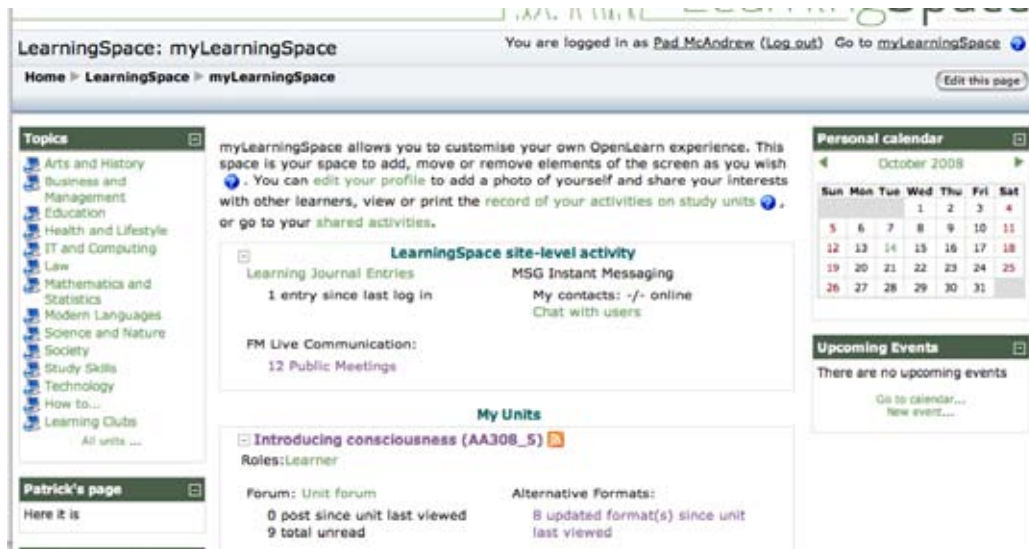 LearningSpace
LearningSpace: myLearningSpace
You are logged in as Pad McAndrew (Log out) Go to myLearningSpace
Home LearningSpace myLearningSpace
Edit this page
Topics
Arts and History
Business and
Management
Education
Health and Lifestyle
IT and Computing
Law
Mathematics and
Statistics
Modern Languages
Science and Nature
Society
Study Skills
Technology
How to...
Learning Clubs
All units ...
Patrick's page
Here it is
myLearningSpace allows you to customise your own OpenLearn experience. This
space is your space to add, move or remove elements of the screen as you wish
. You can edit your profile to add a photo of yourself and share your interests
with other learners, view or print the record of your activities on study units ,
or go to your shared activities.
LearningSpace site-level activity
Learning Journal Entries
1 entry since last log in
MSG Instant Messaging
My contacts: -/- online
Chat with users
FM Live Communication:
12 Public Meetings
My Units
Introducing consciousness (AA308_5)
Roles:Learner
Forum: Unit forum
0 post since unit last viewed
9 total unread
Alternative Formats:
8 updated format(s) since unit
last viewed
Personal calendar
October 2008
Sun Mon Tue Wed Thu Fri Sat
1 2 3 4
5 6 7 8 9 10 11
12 13 14 15 16 17 18
19 20 21 22 23 24 25
26 27 28 29 30 31
Upcoming Events
There are no upcoming events
Go to calendar...
New event...